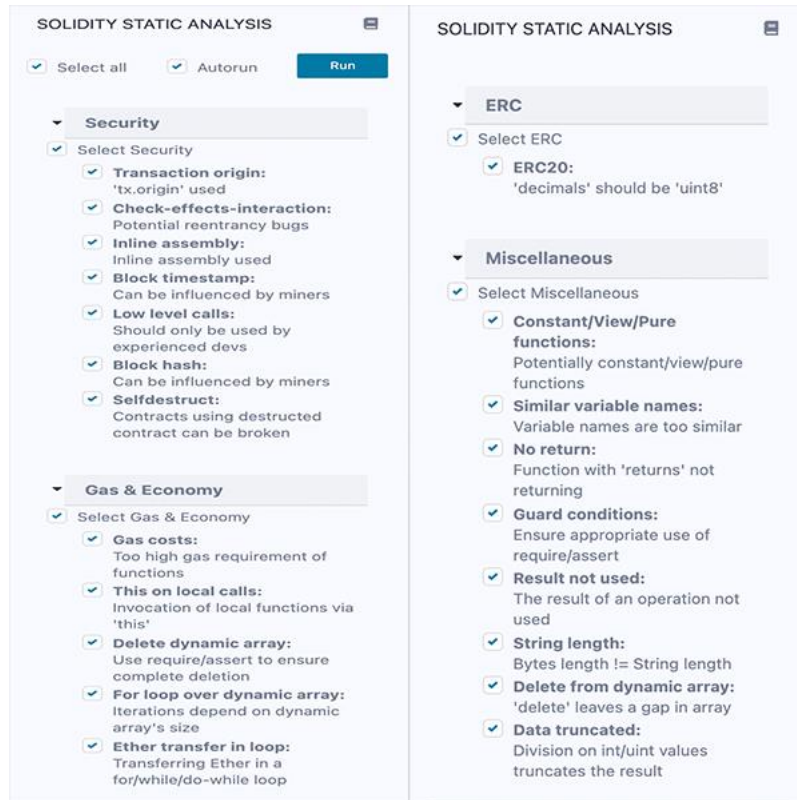 SOLIDITY STATIC ANALYSIS
Select all
Autorun
Run
Security
Select Security
Transaction origin:
'tx.origin' used
Check-effects-interaction:
Potential reentrancy bugs
Inline assembly:
Inline assembly used
Block timestamp:
Can be influenced by miners
Low level calls:
Should only be used by
experienced devs
Block hash:
Can be influenced by miners
Selfdestruct:
Contracts using destructed
contract can be broken
Gas & Economy
Select Gas & Economy
Gas costs:
Too high gas requirement of
functions
This on local calls:
Invocation of local functions via
'this'
Delete dynamic array:
Use require/assert to ensure
complete deletion
For loop over dynamic array:
Iterations depend on dynamic
array's size
Ether transfer in loop:
Transferring Ether in a
for/while/do-while loop
SOLIDITY STATIC ANALYSIS
ERC
Select ERC
ERC20:
'decimals' should be 'uint8'
Miscellaneous
Select Miscellaneous
Constant/View/Pure
functions:
Potentially constant/view/pure
functions
Similar variable names:
Variable names are too similar
No return:
Function with 'returns' not
returning
Guard conditions:
Ensure appropriate use of
require/assert
Result not used:
The result of an operation not
used
String length:
Bytes length != String length
Delete from dynamic array:
'delete' leaves a gap in array
Data truncated:
Division on int/uint values
truncates the result